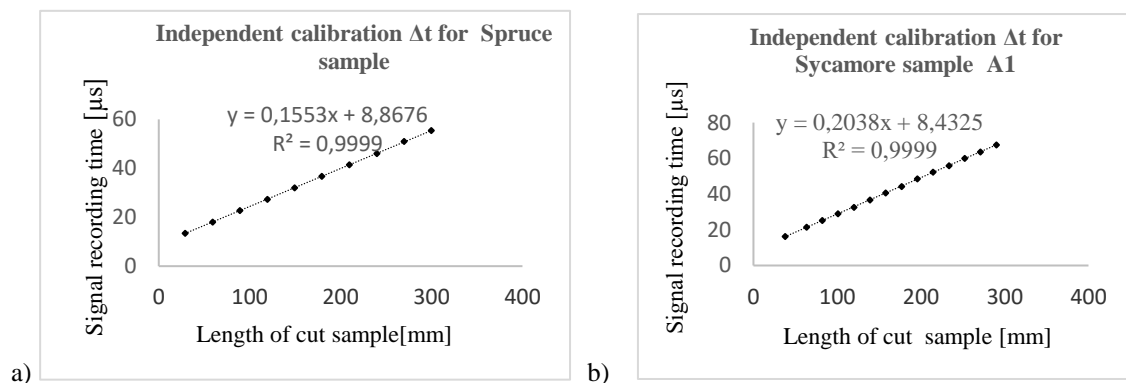 Independent calibration Δt for Spruce
sample
Signal recording time [µs]
y = 0,1553x + 8,8676
R² = 0,9999
60
40
20
0
0 100 200 300 400
Length of cut sample[mm]
a)
Independent calibration Δt for
Sycamore sample A1
Signal recording time [µs]
y = 0,2038x + 8,4325
R² = 0,9999
80
60
40
20
0
0 100 200 300 400
Length of cut sample [mm]
b)